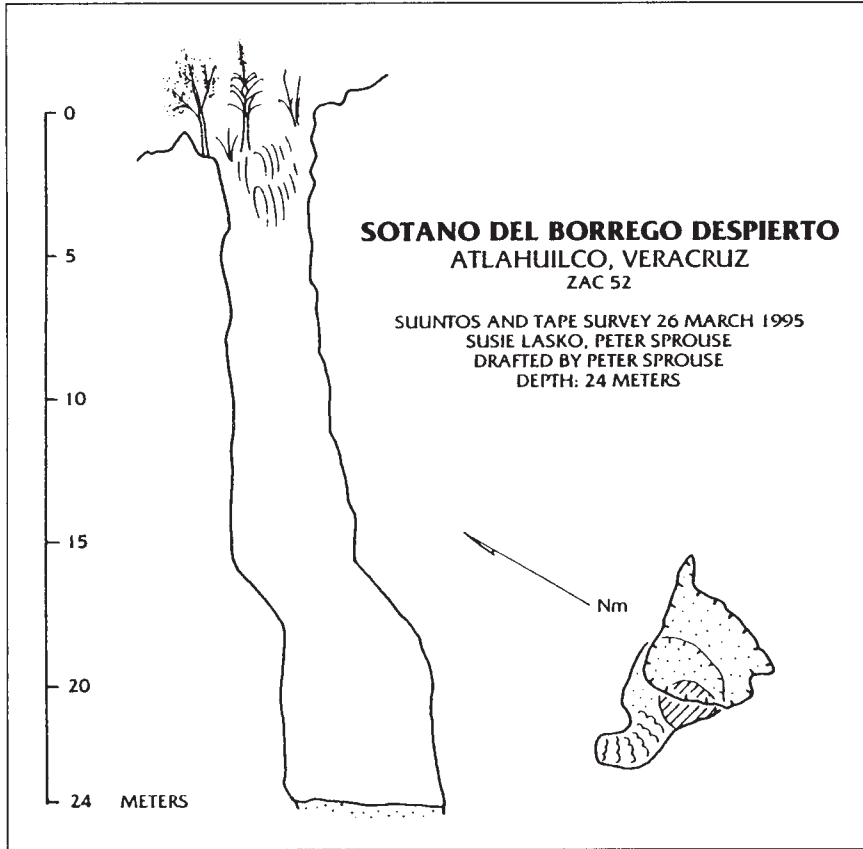 0
SOTANO DEL BORREGO DESPIERTO
ATLAHUILCO, VERACRUZ
5
ZAC 52
SUUNTOS AND TAPE SURVEY 26 MARCH 1995
SUSIE LASKO, PETER SPROUSE
DRAFTED BY PETER SPROUSE
DEPTH: 24 METERS
10
15
Nm
20
24 METERS